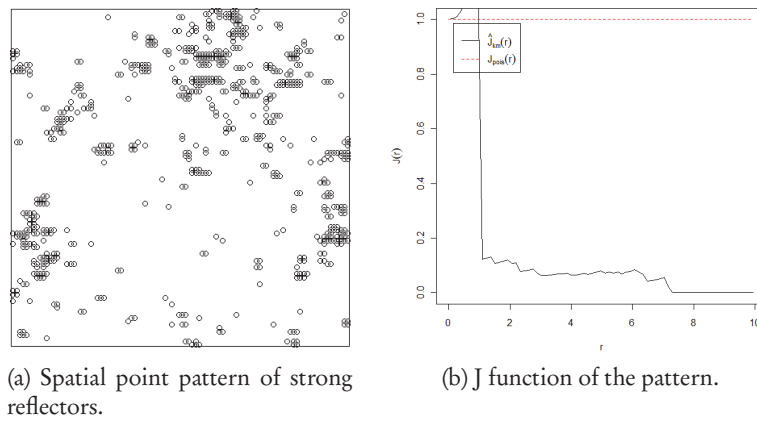 1.0
0.8
0.6
0.4
0.2
0.0
J(r)
Ĵkm(r)
Jpois(r)
0 2 4 6 8 10
r
(a) Spatial point pattern of strong
reflectors.
(b) J function of the pattern.